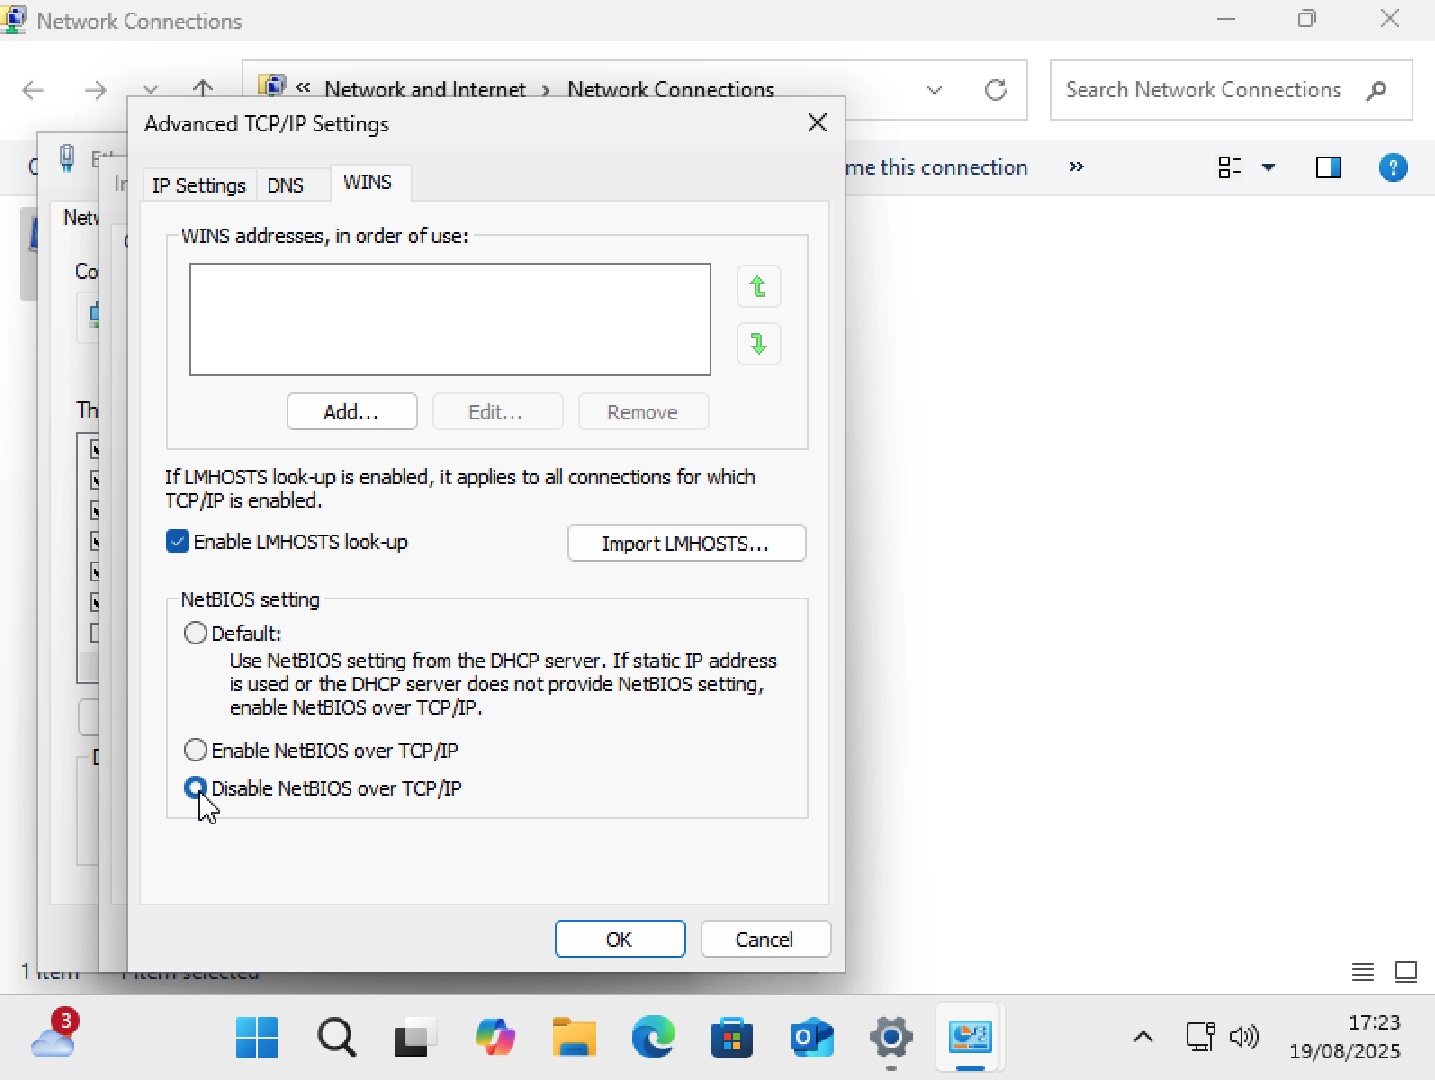 Network Connections
« Network and Internet › Network Connections
Search Network Connections
Advanced TCP/IP Settings
me this connection »
IP Settings
DNS
WINS
WINS addresses, in order of use:
Add...
Edit...
Remove
If LMHOSTS look-up is enabled, it applies to all connections for which
TCP/IP is enabled.
Enable LMHOSTS look-up
Import LMHOSTS...
NetBIOS setting
Default:
Use NetBIOS setting from the DHCP server. If static IP address
is used or the DHCP server does not provide NetBIOS setting,
enable NetBIOS over TCP/IP.
Enable NetBIOS over TCP/IP
Disable NetBIOS over TCP/IP
OK
Cancel
Netw
Co
Th
1 item
1 item selected
3
17:23
19/08/2025